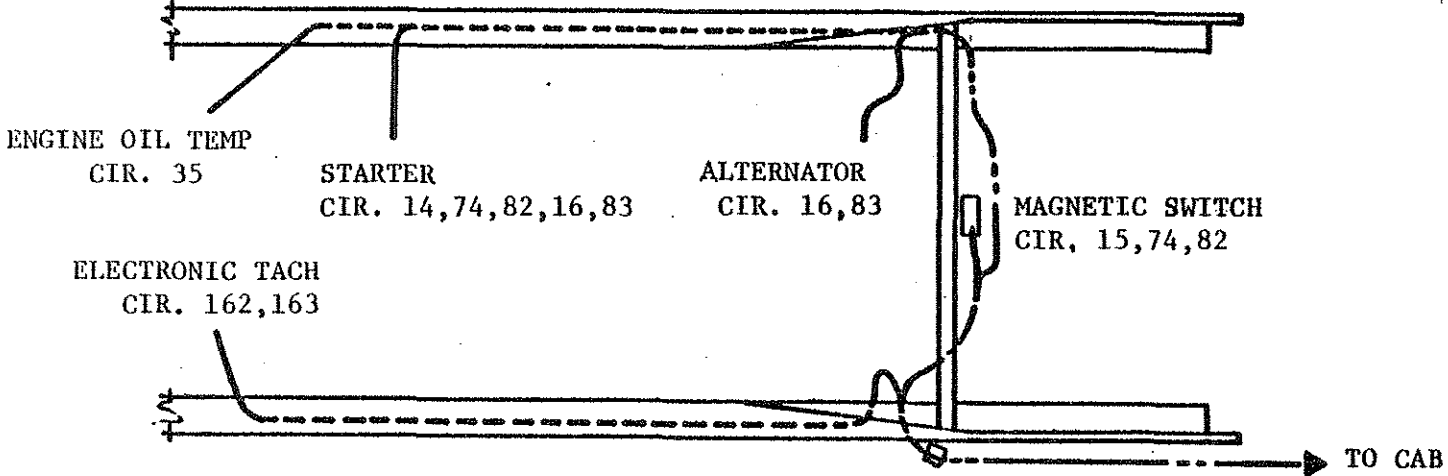 ENGINE OIL TEMP
CIR. 35
STARTER
CIR. 14,74,82,16,83
ALTERNATOR
CIR. 16,83
MAGNETIC SWITCH
CIR. 15,74,82
ELECTRONIC TACH
CIR. 162,163
TO CAB